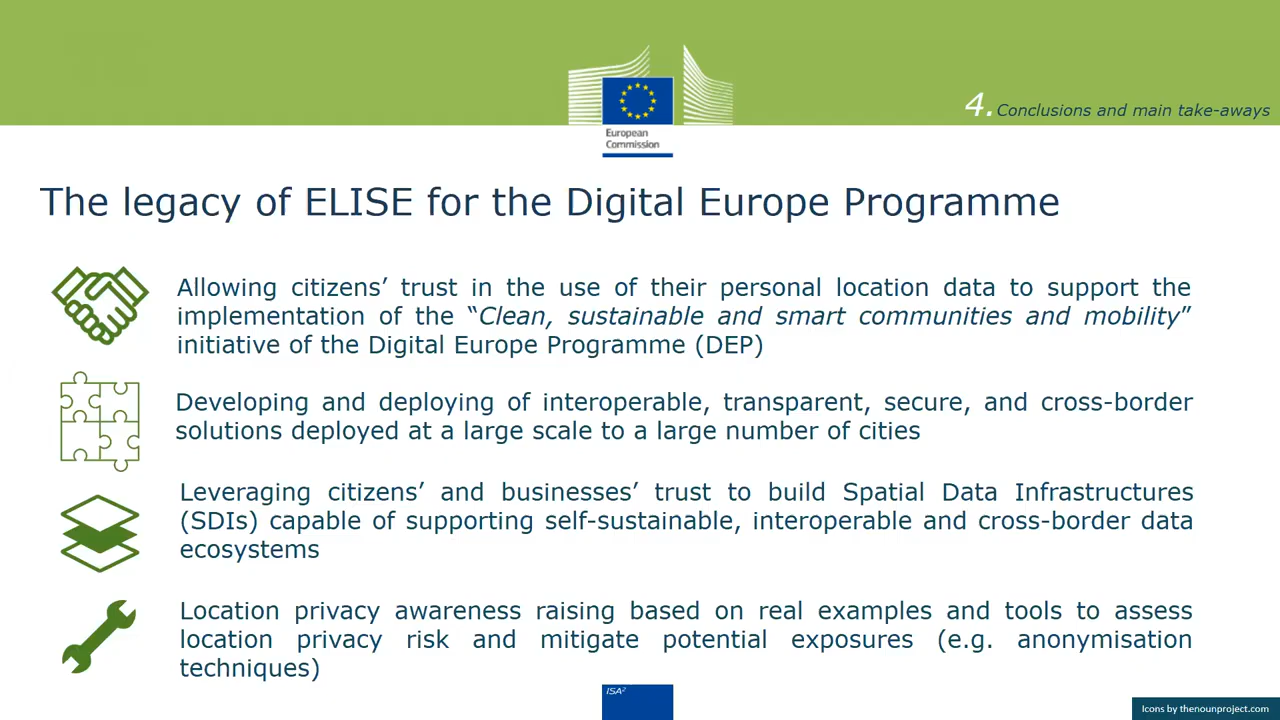 4. Conclusions and main take-aways
European
Commission
The legacy of ELISE for the Digital Europe Programme
Allowing citizens’ trust in the use of their personal location data to support the
implementation of the “Clean, sustainable and smart communities and mobility”
initiative of the Digital Europe Programme (DEP)
Developing and deploying of interoperable, transparent, secure, and cross-border
solutions deployed at a large scale to a large number of cities
Leveraging citizens’ and businesses’ trust to build Spatial Data Infrastructures
(SDIs) capable of supporting self-sustainable, interoperable and cross-border data
ecosystems
Location privacy awareness raising based on real examples and tools to assess
location privacy risk and mitigate potential exposures (e.g. anonymisation
techniques)
ISA²
Icons by thenounproject.com